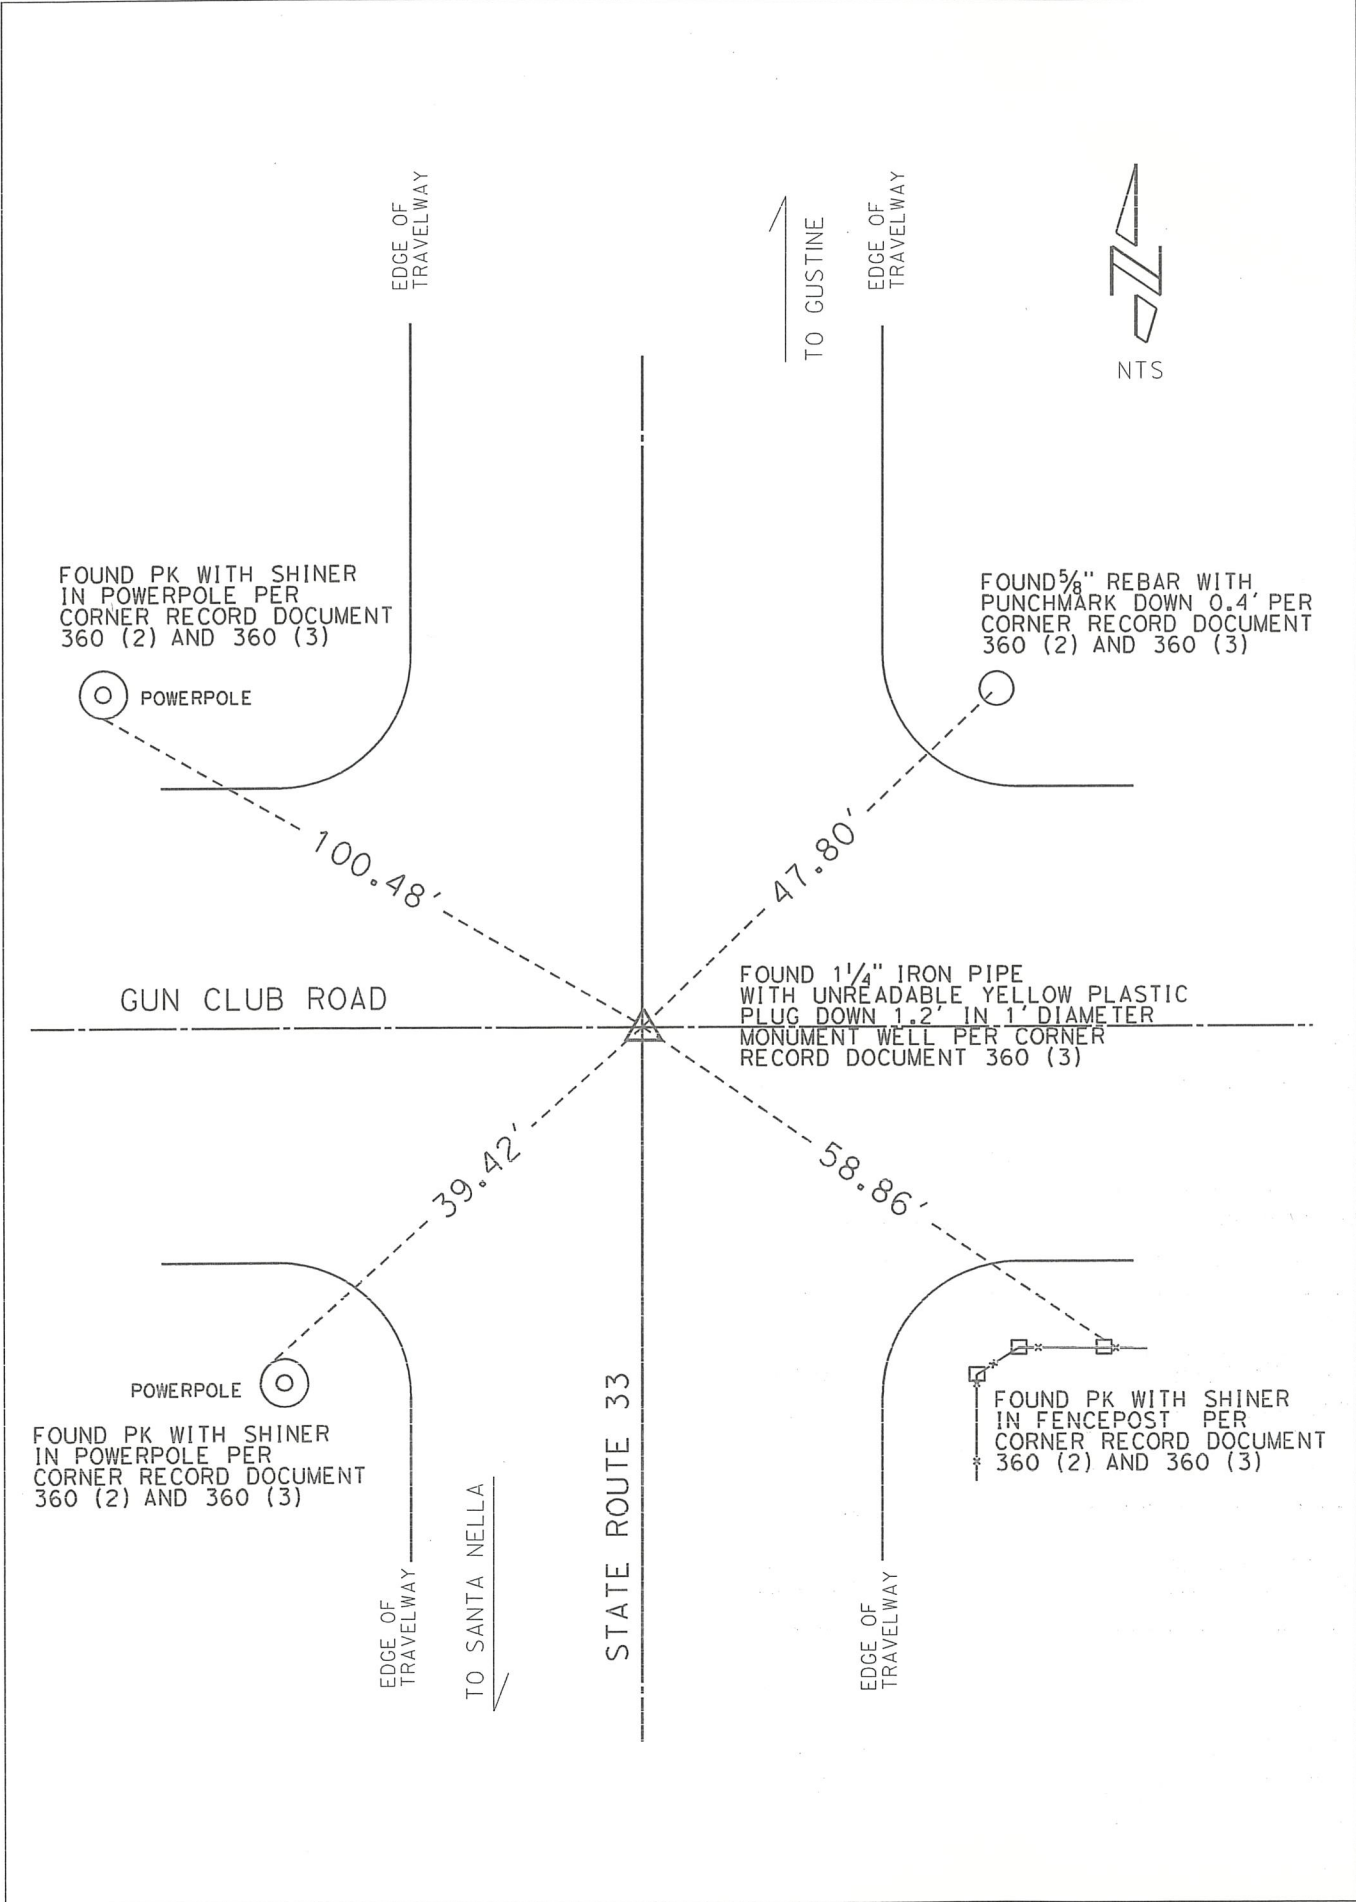 EDGE OF
TRAVELWAY
TO GUSTINE
EDGE OF
TRAVELWAY
N
NTS
FOUND PK WITH SHINER
IN POWERPOLE PER
CORNER RECORD DOCUMENT
360 (2) AND 360 (3)
POWERPOLE
FOUND 5/8" REBAR WITH
PUNCHMARK DOWN 0.4' PER
CORNER RECORD DOCUMENT
360 (2) AND 360 (3)
100.48'
47.80'
GUN CLUB ROAD
FOUND 1 1/4" IRON PIPE
WITH UNREADABLE YELLOW PLASTIC
PLUG DOWN 1.2' IN 1' DIAMETER
MONUMENT WELL PER CORNER
RECORD DOCUMENT 360 (3)
39.42'
58.86'
POWERPOLE
FOUND PK WITH SHINER
IN POWERPOLE PER
CORNER RECORD DOCUMENT
360 (2) AND 360 (3)
FOUND PK WITH SHINER
IN FENCEPOST PER
CORNER RECORD DOCUMENT
360 (2) AND 360 (3)
STATE ROUTE 33
TO SANTA NELLA
EDGE OF
TRAVELWAY
EDGE OF
TRAVELWAY